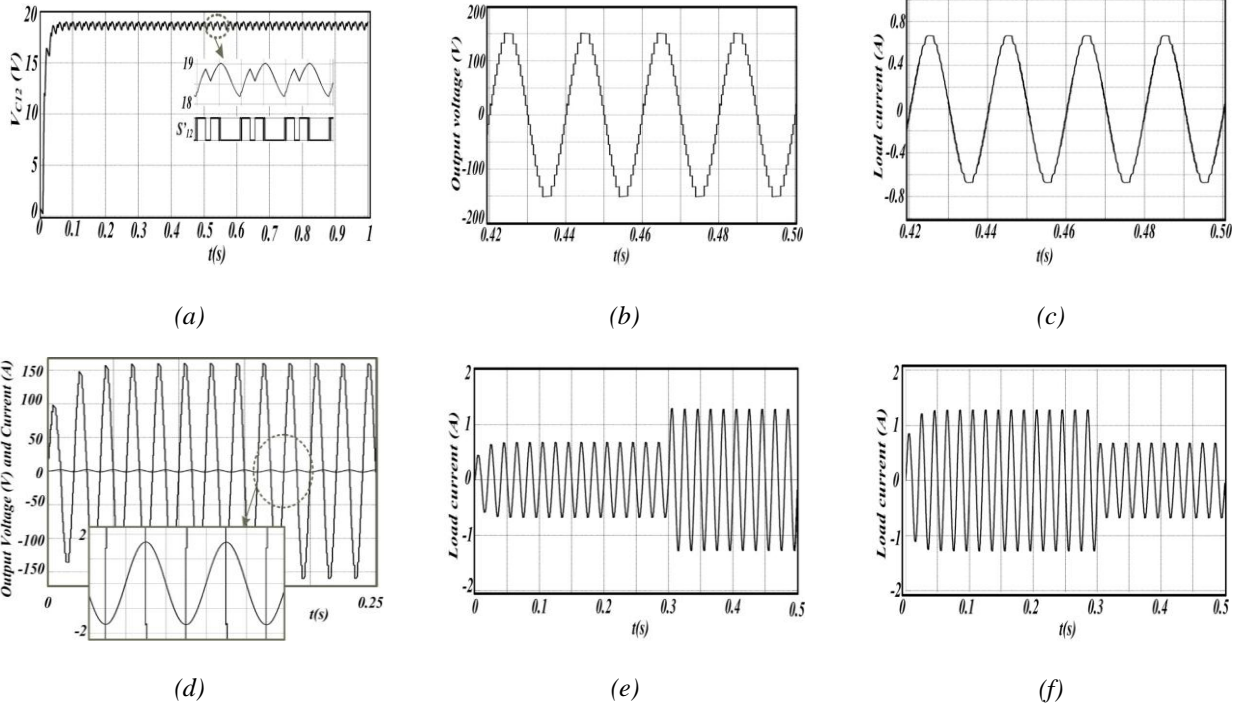 20
15
10
5
0
V_C12 (V)
19
18
S'_12
0 0.1 0.2 0.3 0.4 0.5 0.6 0.7 0.8 0.9 1
t(s)
(a)
200
100
0
-100
-200
Output voltage (V)
0.42 0.44 0.46 0.48 0.50
t(s)
(b)
0.8
0.4
0
-0.4
-0.8
Load current (A)
0.42 0.44 0.46 0.48 0.50
t(s)
(c)
Output Voltage (V) and Current (A)
150
100
50
0
-50
-100
-150
2
-2
0 0.25
t(s)
(d)
2
1
0
-1
-2
Load current (A)
0 0.1 0.2 0.3 0.4 0.5
t(s)
(e)
2
1
0
-1
-2
Load current (A)
0 0.1 0.2 0.3 0.4 0.5
t(s)
(f)